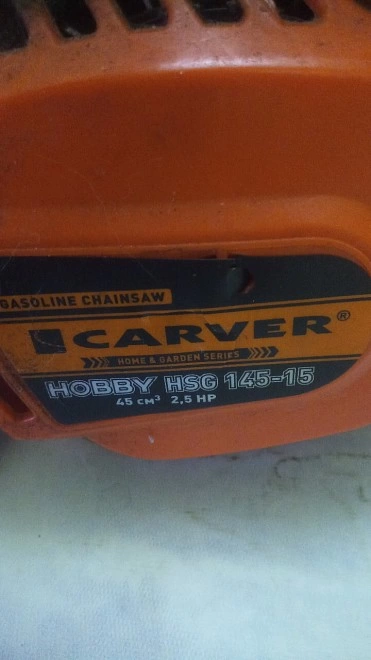 GASOLINE CHAINSAW
CARVER®
HOME & GARDEN SERIES
HOBBY HSG 145-15
45 CM³ 2,5 HP